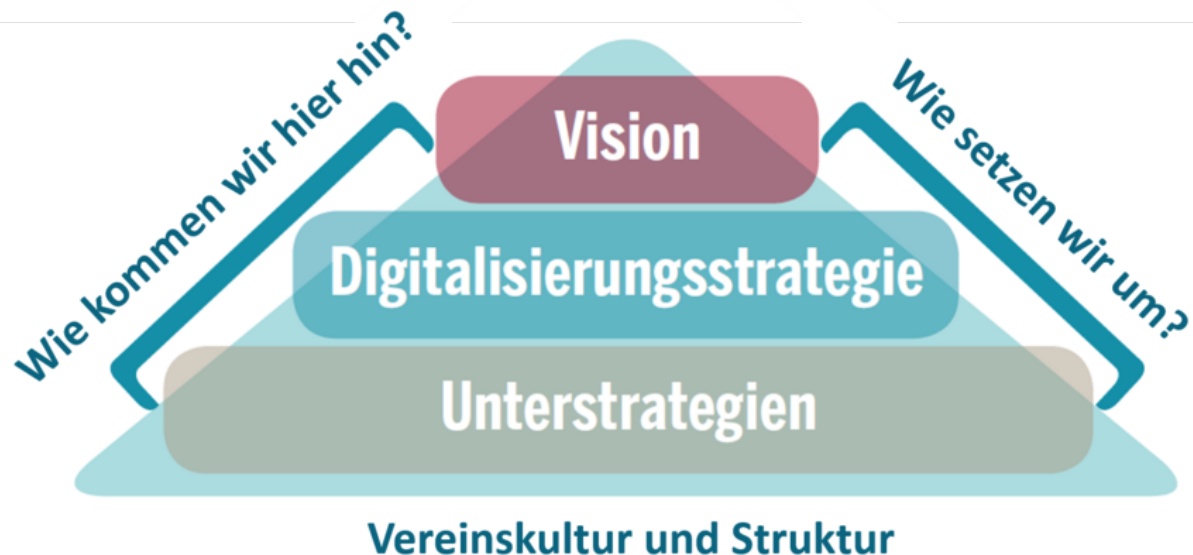 Wie kommen wir hier hin?
Wie setzen wir um?
Vision
Digitalisierungsstrategie
Unterstrategien
Vereinskultur und Struktur